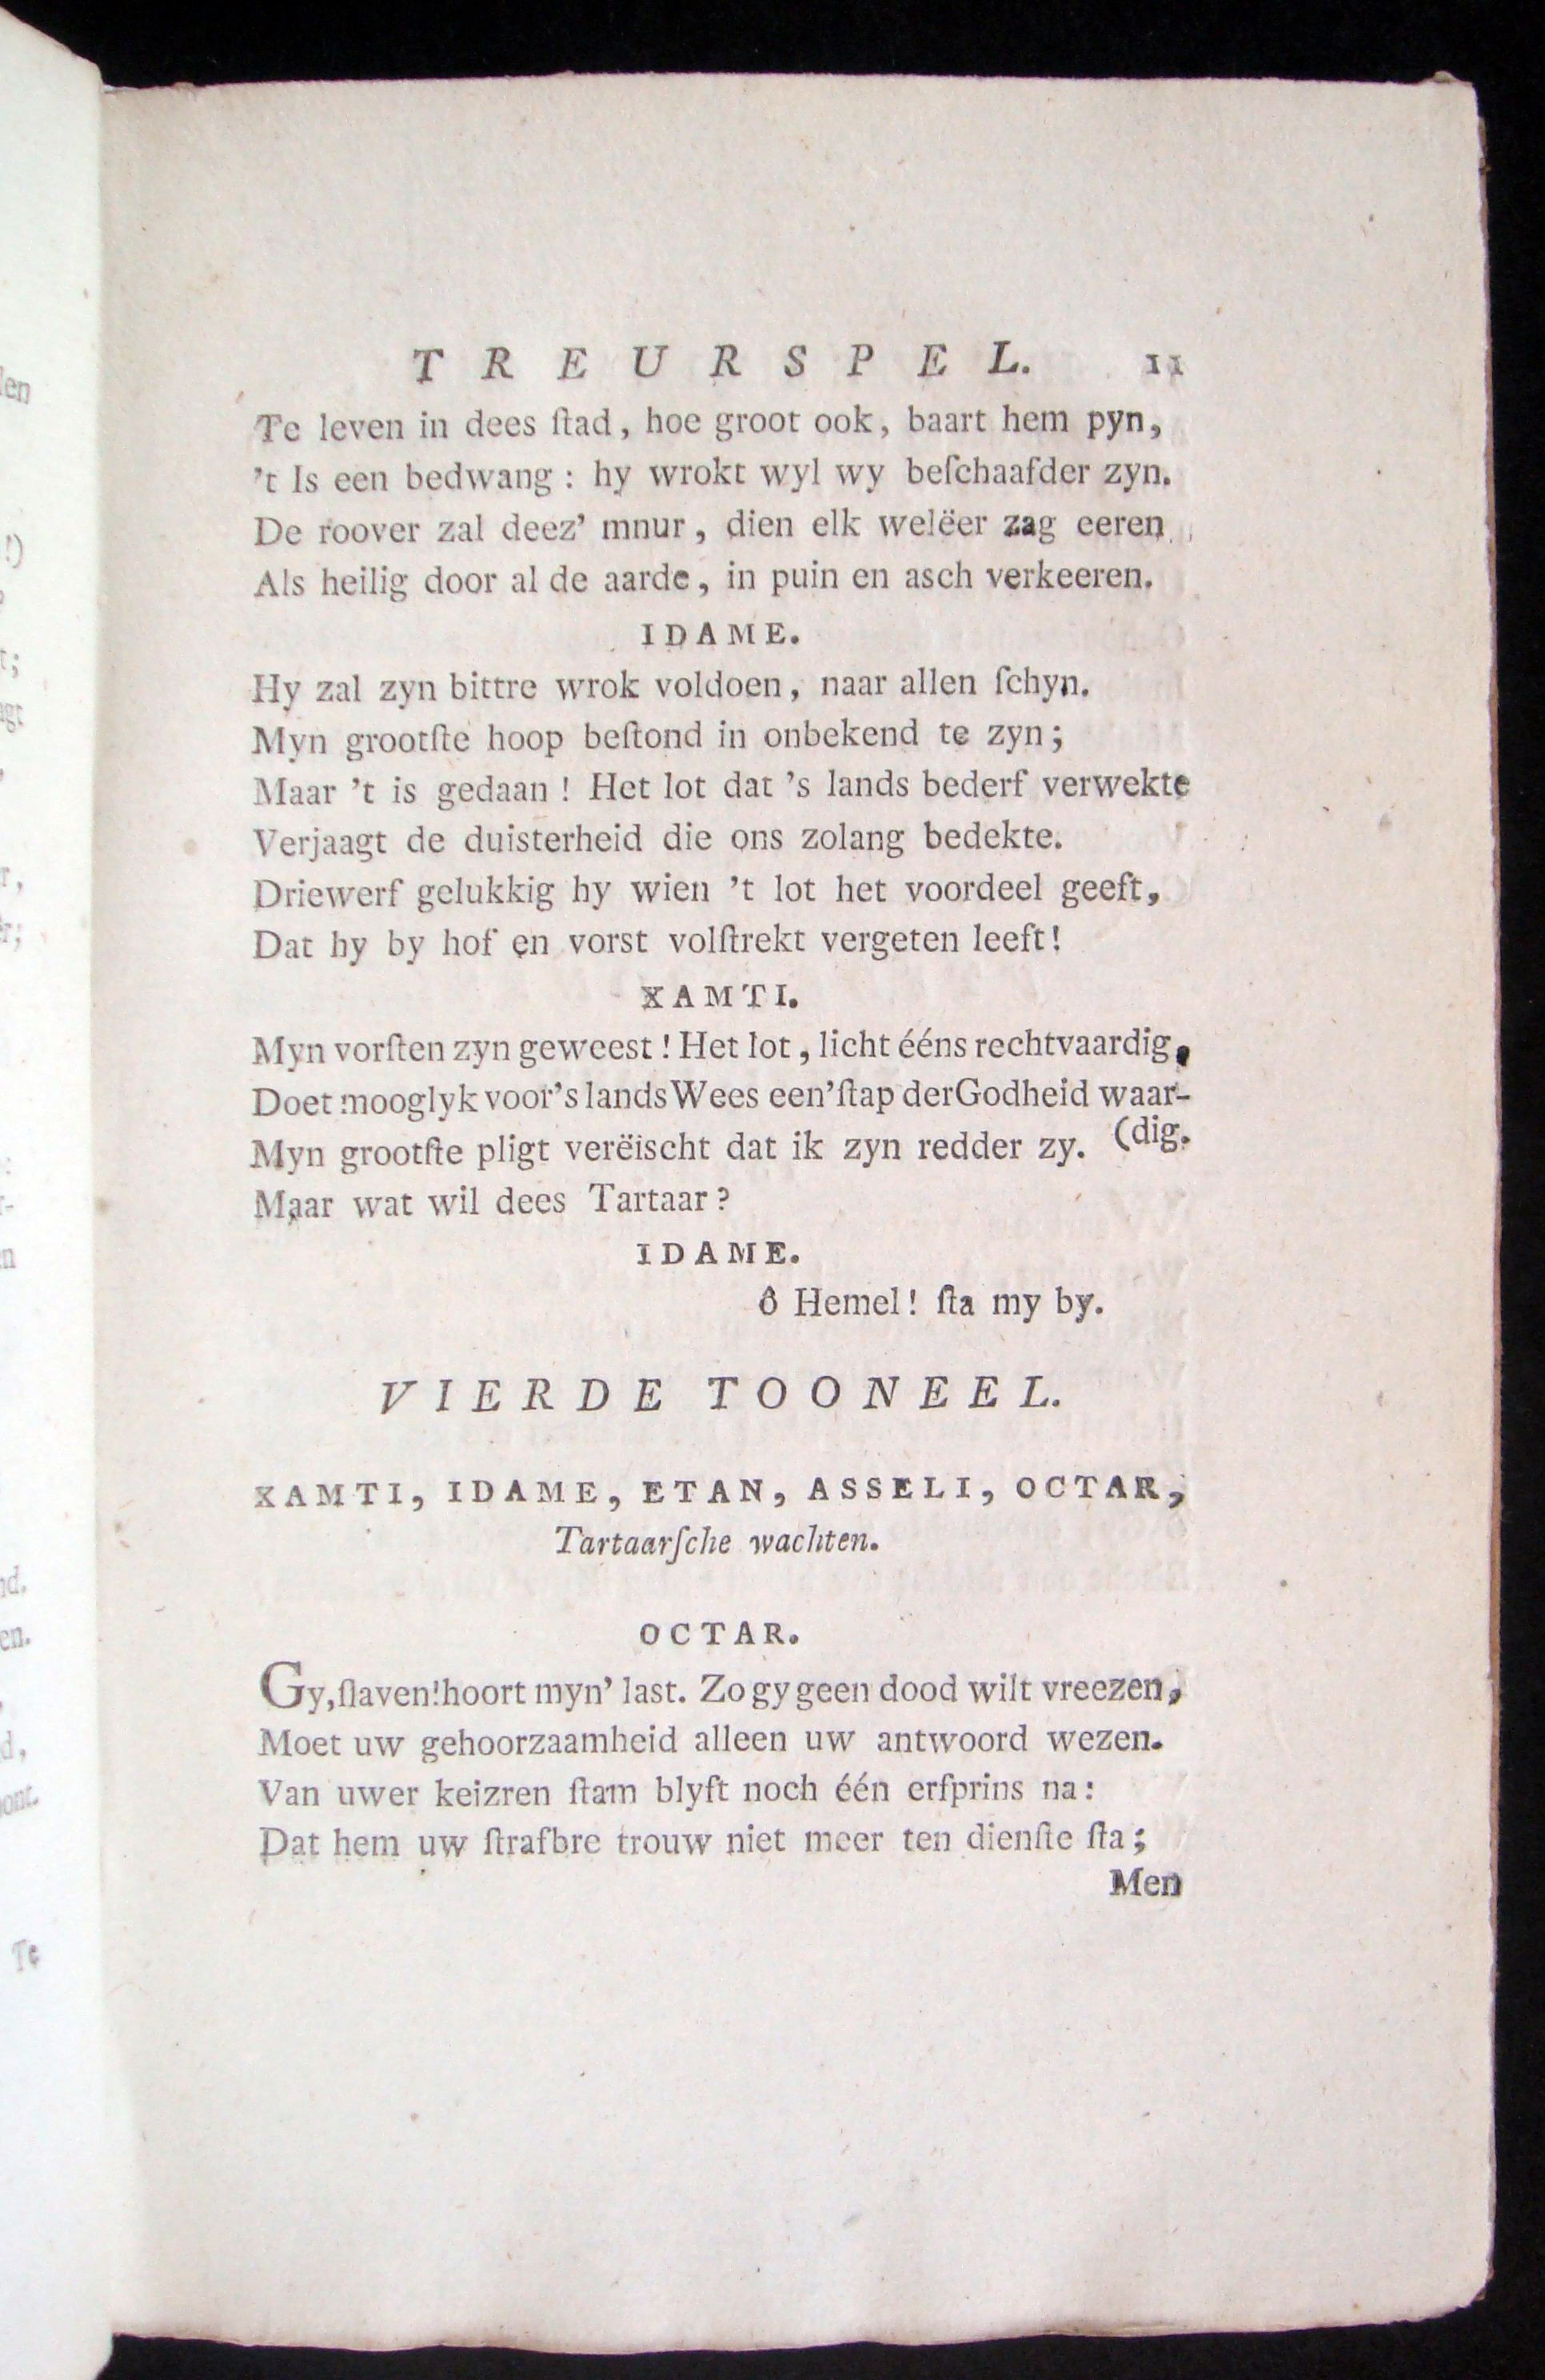 TREURSPEL. 11
Te leven in dees ſtad, hoe groot ook, baart hem pyn,
't Is een bedwang: hy wrokt wyl wy beſchaafder zyn.
De roover zal deez' mnur, dien elk welëer zag eeren,
Als heilig door al de aarde, in puin en asch verkeeren.
IDAME.
Hy zal zyn bittre wrok voldoen, naar allen ſchyn.
Myn grootſte hoop beſtond in onbekend te zyn;
Maar 't is gedaan! Het lot dat 's lands bederf verwekte
Verjaagt de duisterheid die ons zolang bedekte.
Driewerf gelukkig hy wien 't lot het voordeel geeft,
Dat hy by hof en vorst volſtrekt vergeten leeft!
XAMTI.
Myn vorſten zyn geweest! Het lot, licht ééns rechtvaardig,
Doet mooglyk voor 's lands Wees een' ſtap der Godheid waar-
(dig.
Myn grootſte pligt verëischt dat ik zyn redder zy.
Maar wat wil dees Tartaar?
IDAME.
ô Hemel! ſta my by.
VIERDE TOONEEL.
XAMTI, IDAME, ETAN, ASSELI, OCTAR,
Tartaarſche wachten.
OCTAR.
Gy, ſlaven! hoort myn' last. Zo gy geen dood wilt vreezen,
Moet uw gehoorzaamheid alleen uw antwoord wezen.
Van uwer keizren ſtam blyft noch één erfprins na:
Dat hem uw ſtrafbre trouw niet meer ten dienſte ſta;
Men